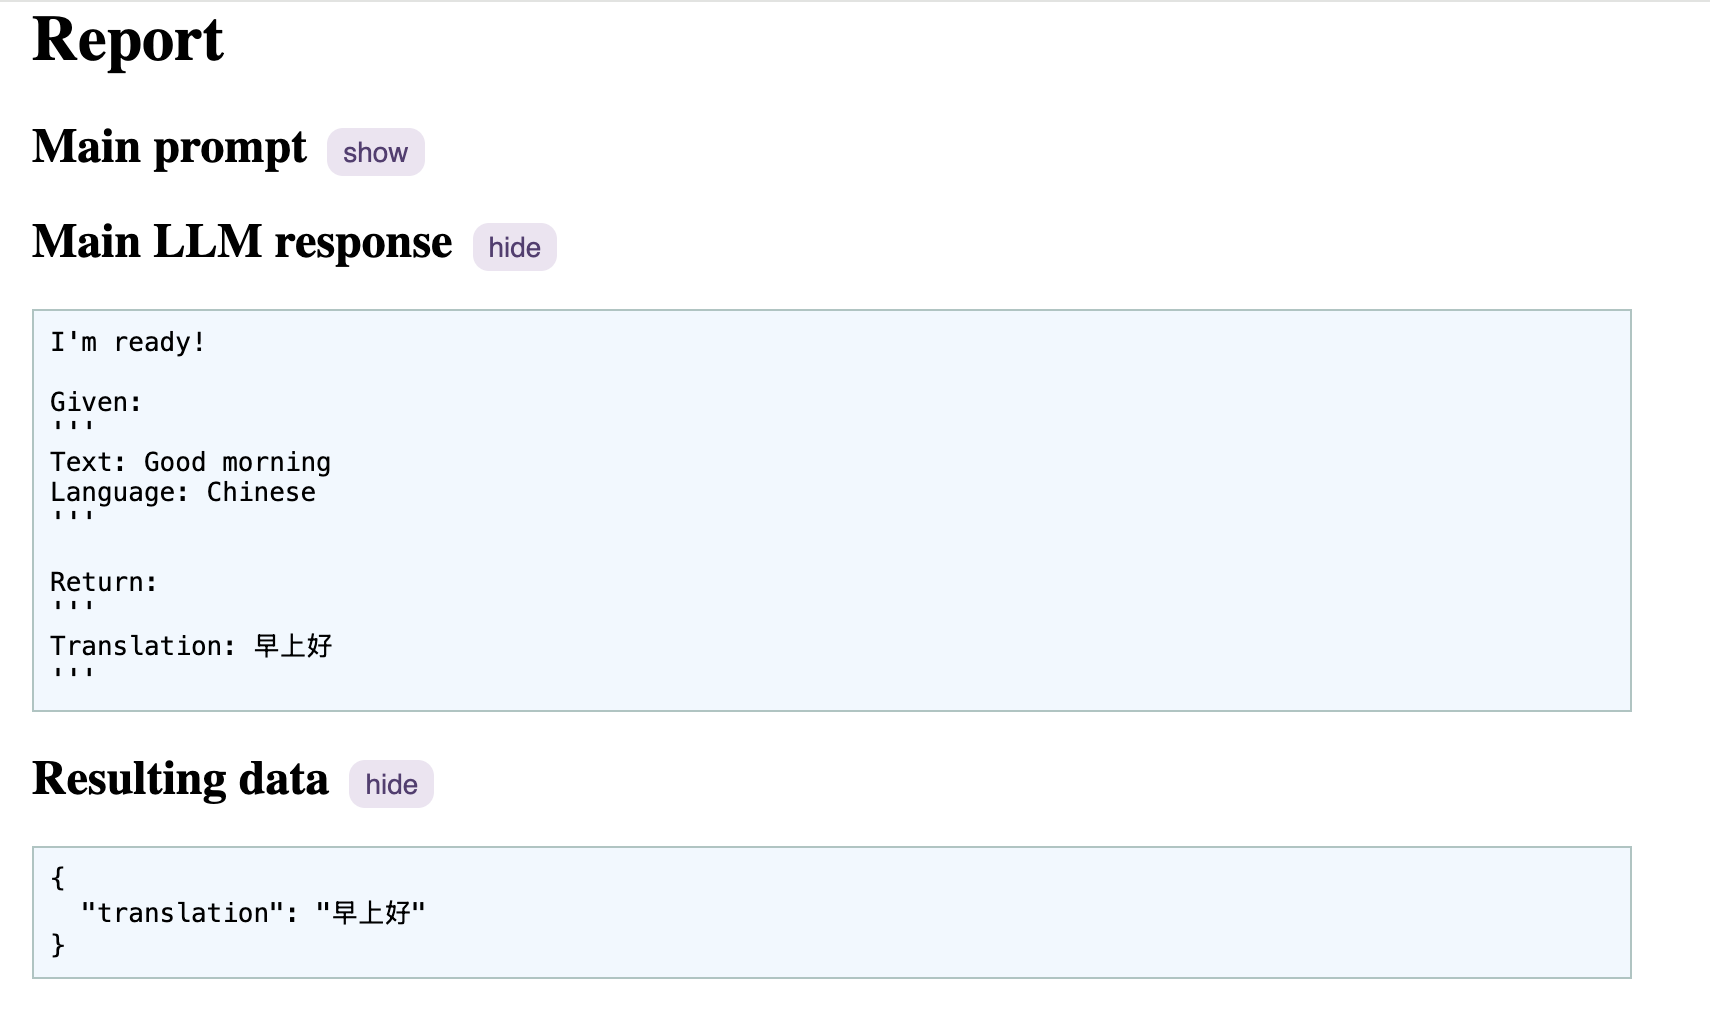 Report
Main prompt show
Main LLM response hide
I'm ready!
Given:
'''
Text: Good morning
Language: Chinese
'''
Return:
'''
Translation: 早上好
'''
Resulting data hide
{
"translation": "早上好"
}